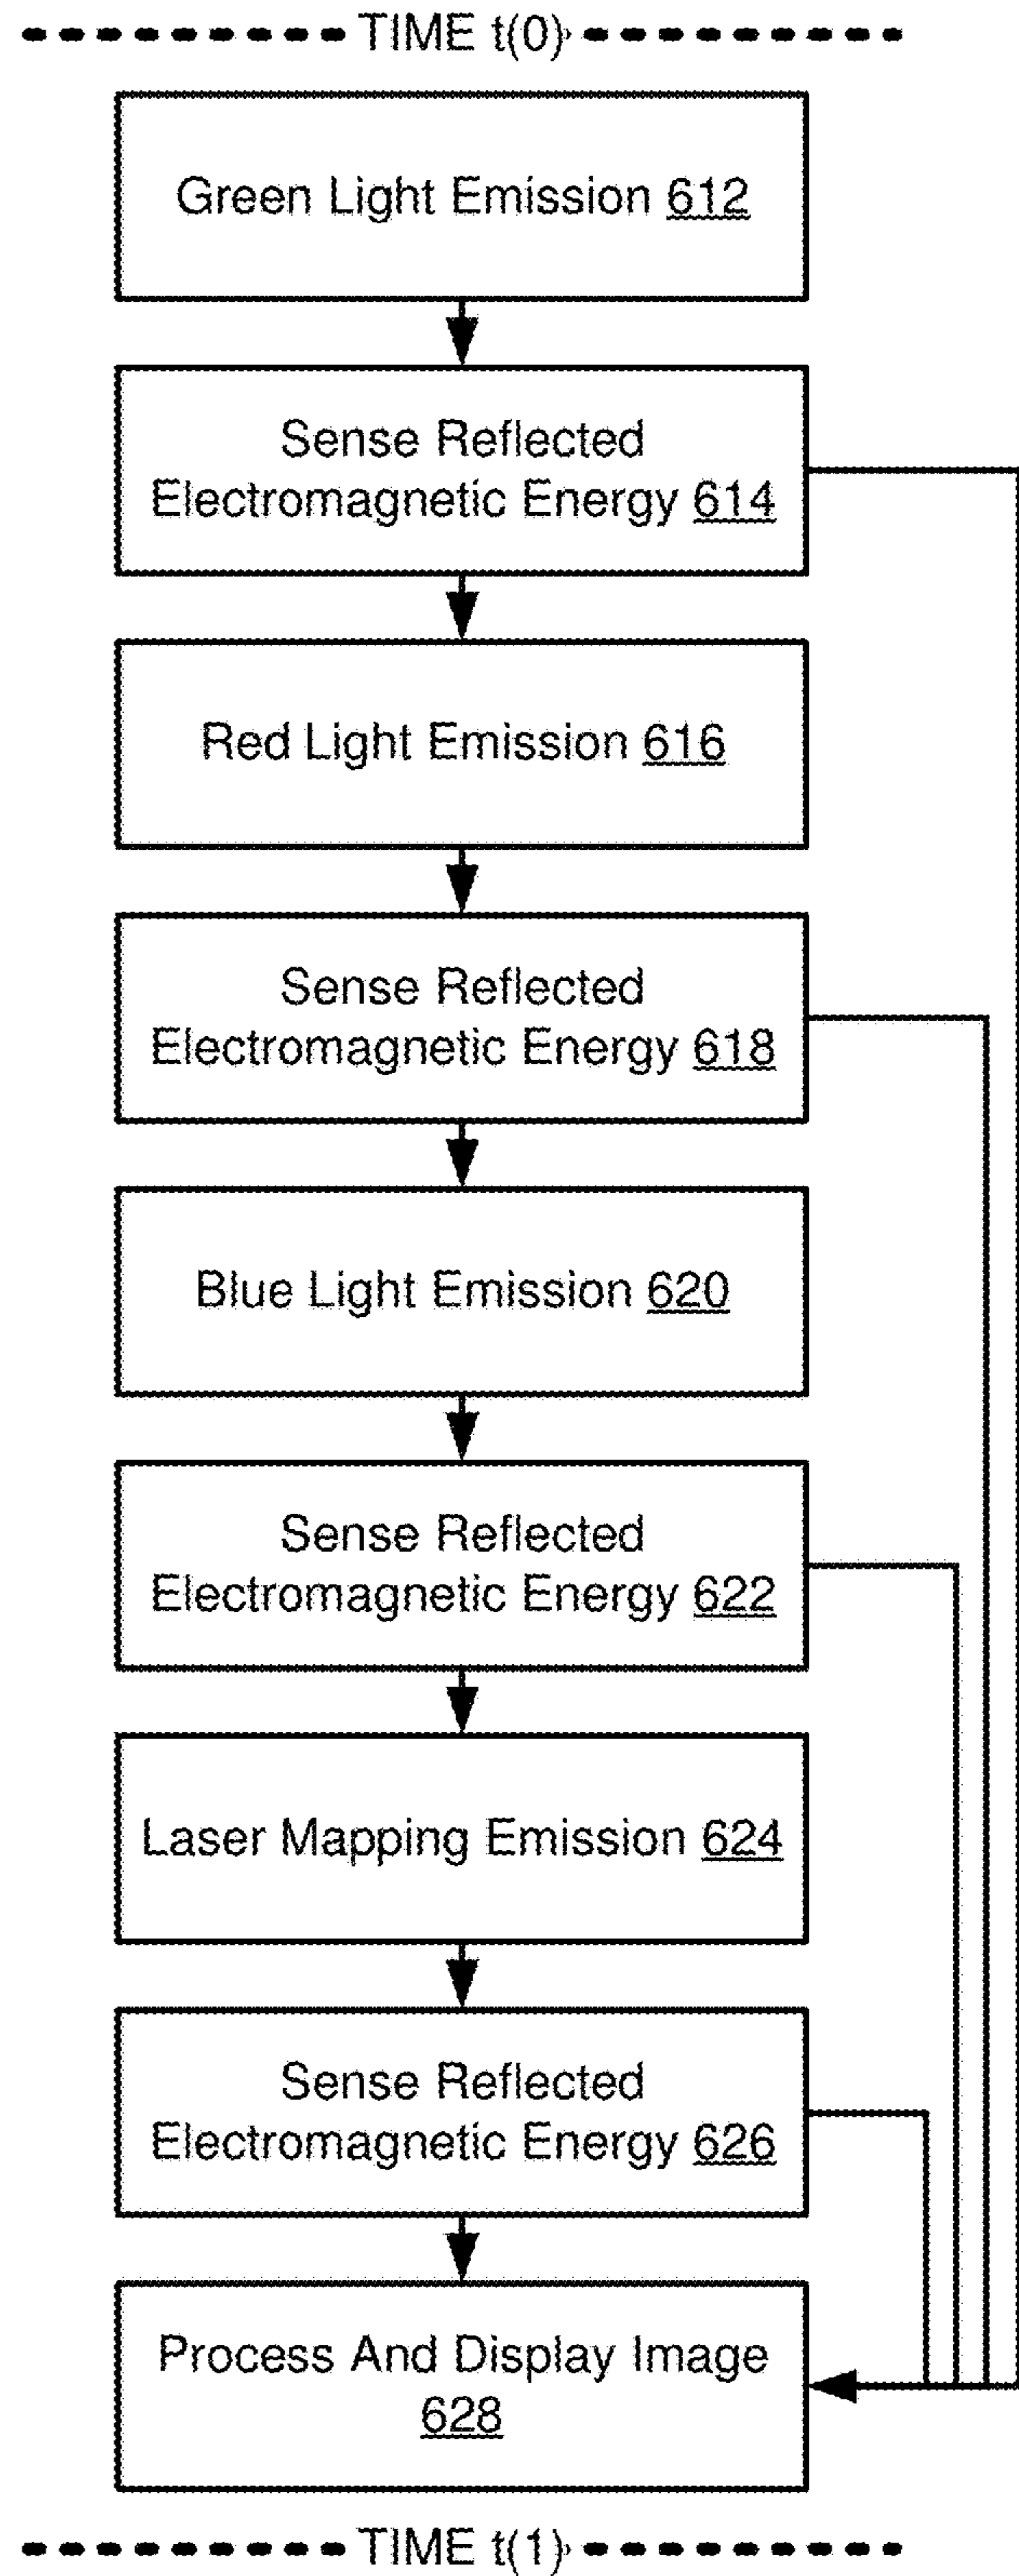 TIME t(0)
Green Light Emission 612
Sense Reflected
Electromagnetic Energy 614
Red Light Emission 616
Sense Reflected
Electromagnetic Energy 618
Blue Light Emission 620
Sense Reflected
Electromagnetic Energy 622
Laser Mapping Emission 624
Sense Reflected
Electromagnetic Energy 626
Process And Display Image
628
TIME t(1)